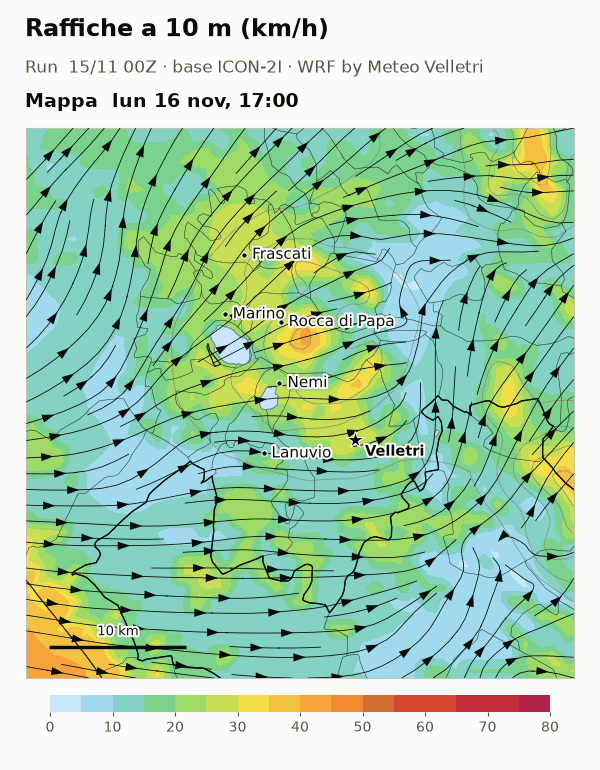 Raffiche a 10 m (km/h)
Run 15/11 00Z · base ICON-2I · WRF by Meteo Velletri
Mappa lun 16 nov, 17:00
Frascati
Marino
Rocca di Papa
Nemi
Velletri
Lanuvio
10 km
0 10 20 30 40 50 60 70 80